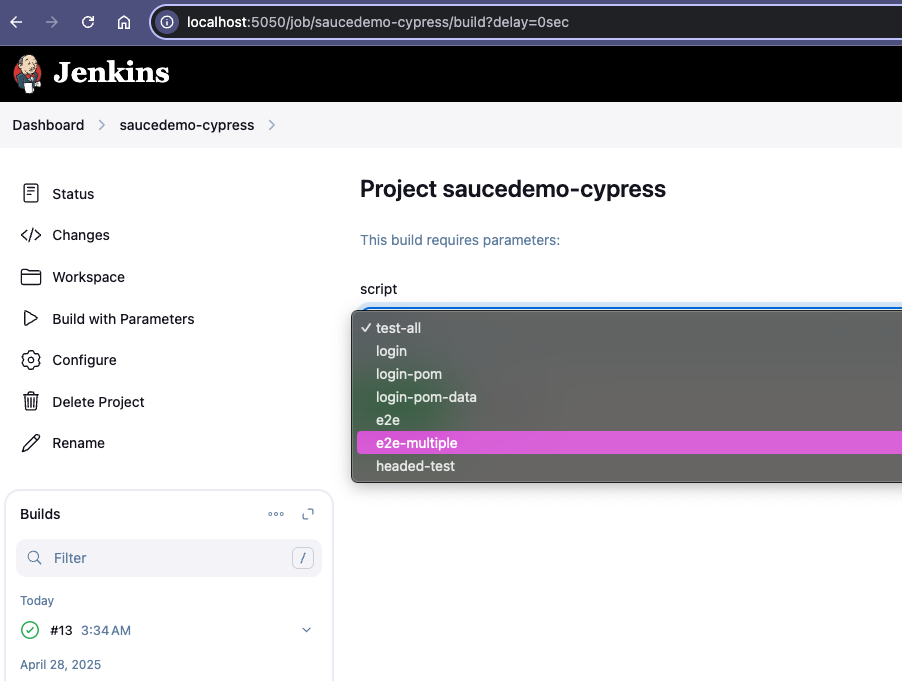 localhost:5050/job/saucedemo-cypress/build?delay=0sec
Jenkins
Dashboard > saucedemo-cypress >
Status
Changes
Workspace
Build with Parameters
Configure
Delete Project
Rename
Builds
Filter /
Today
#13 3:34 AM
April 28, 2025
Project saucedemo-cypress
This build requires parameters:
script
test-all
login
login-pom
login-pom-data
e2e
e2e-multiple
headed-test